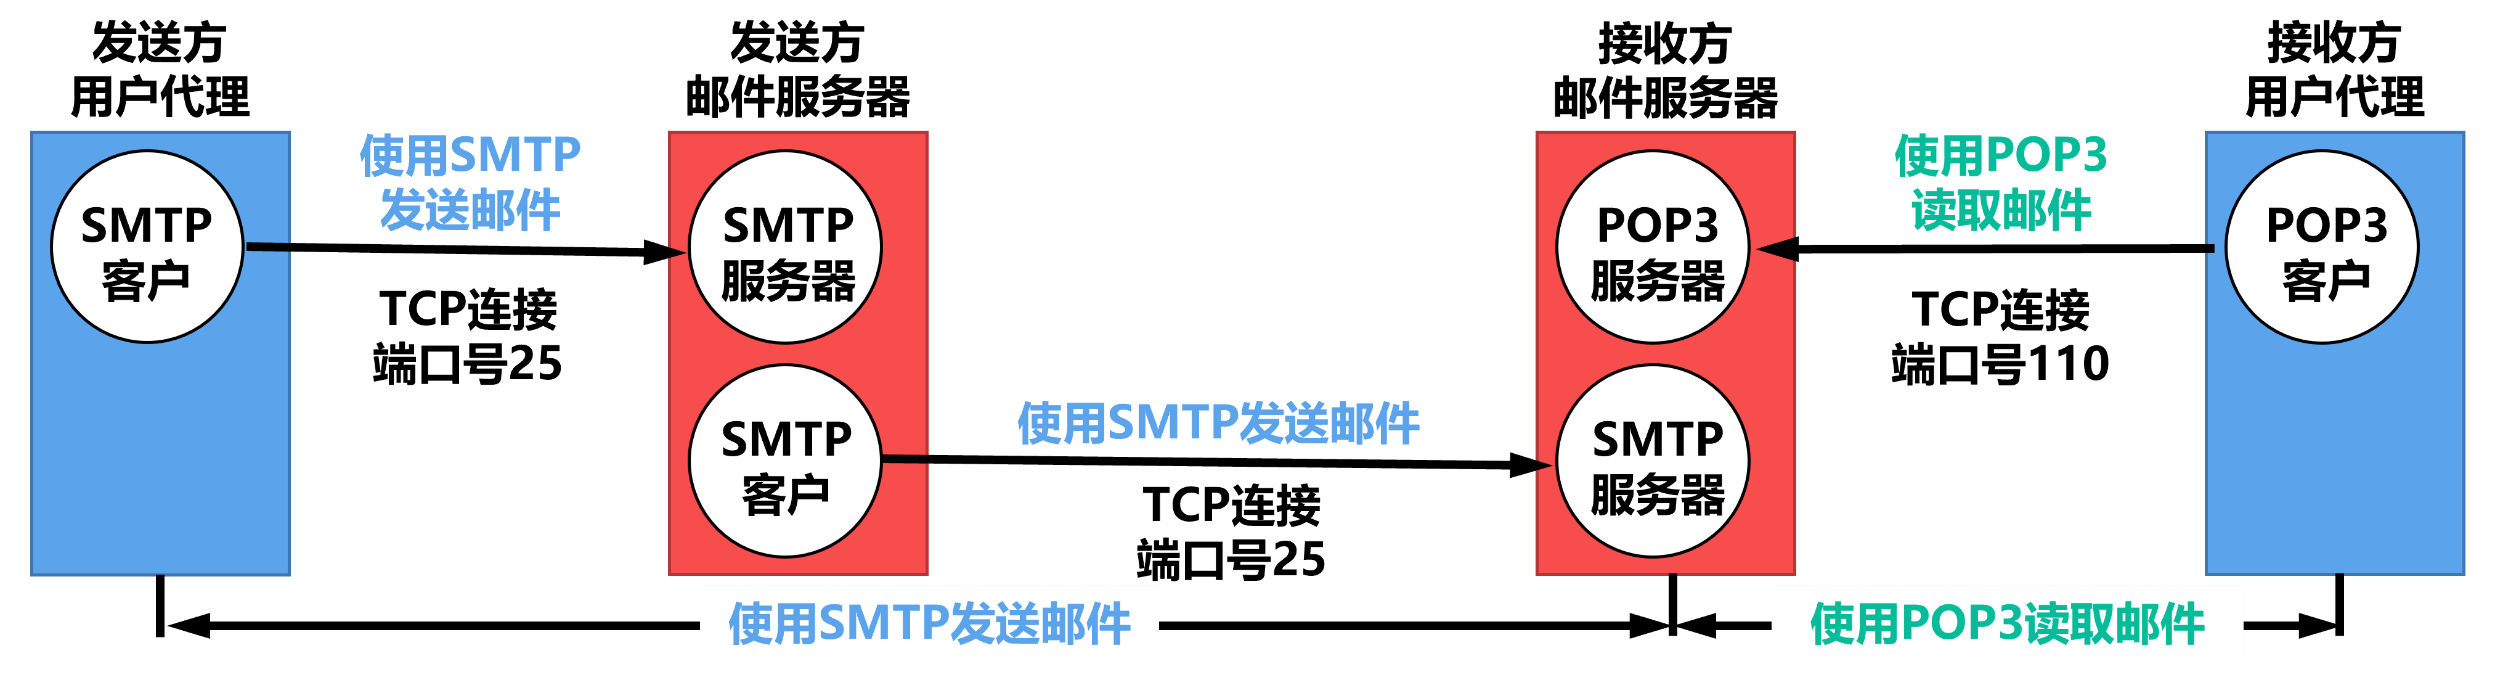 发送方
用户代理
发送方
邮件服务器
接收方
邮件服务器
接收方
用户代理
使用SMTP
发送邮件
使用POP3
读取邮件
SMTP
客户
SMTP
服务器
POP3
服务器
POP3
客户
TCP连接
端口号25
TCP连接
端口号110
SMTP
客户
使用SMTP发送邮件
SMTP
服务器
TCP连接
端口号25
使用SMTP发送邮件
使用POP3读取邮件